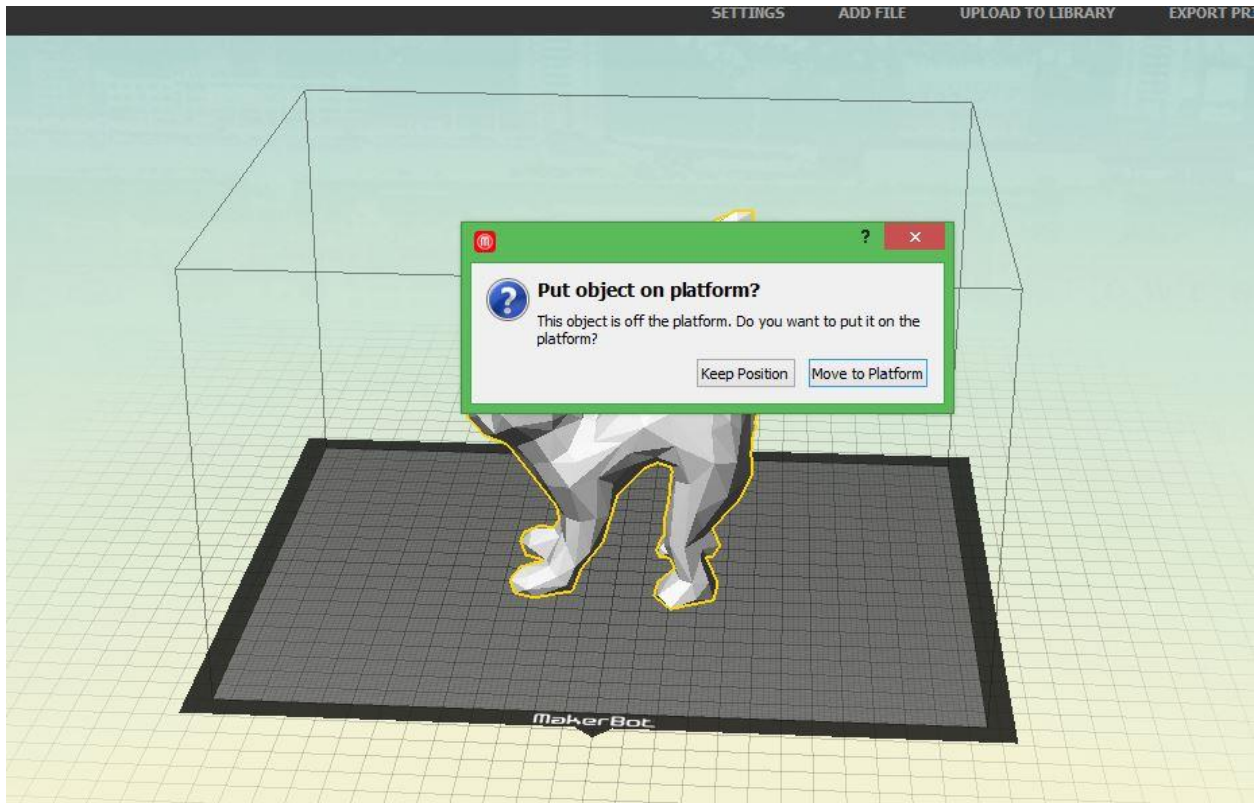 SETTINGS ADD FILE UPLOAD TO LIBRARY EXPORT PRI
?
Put object on platform?
This object is off the platform. Do you want to put it on the
platform?
Keep Position Move to Platform
MakerBot